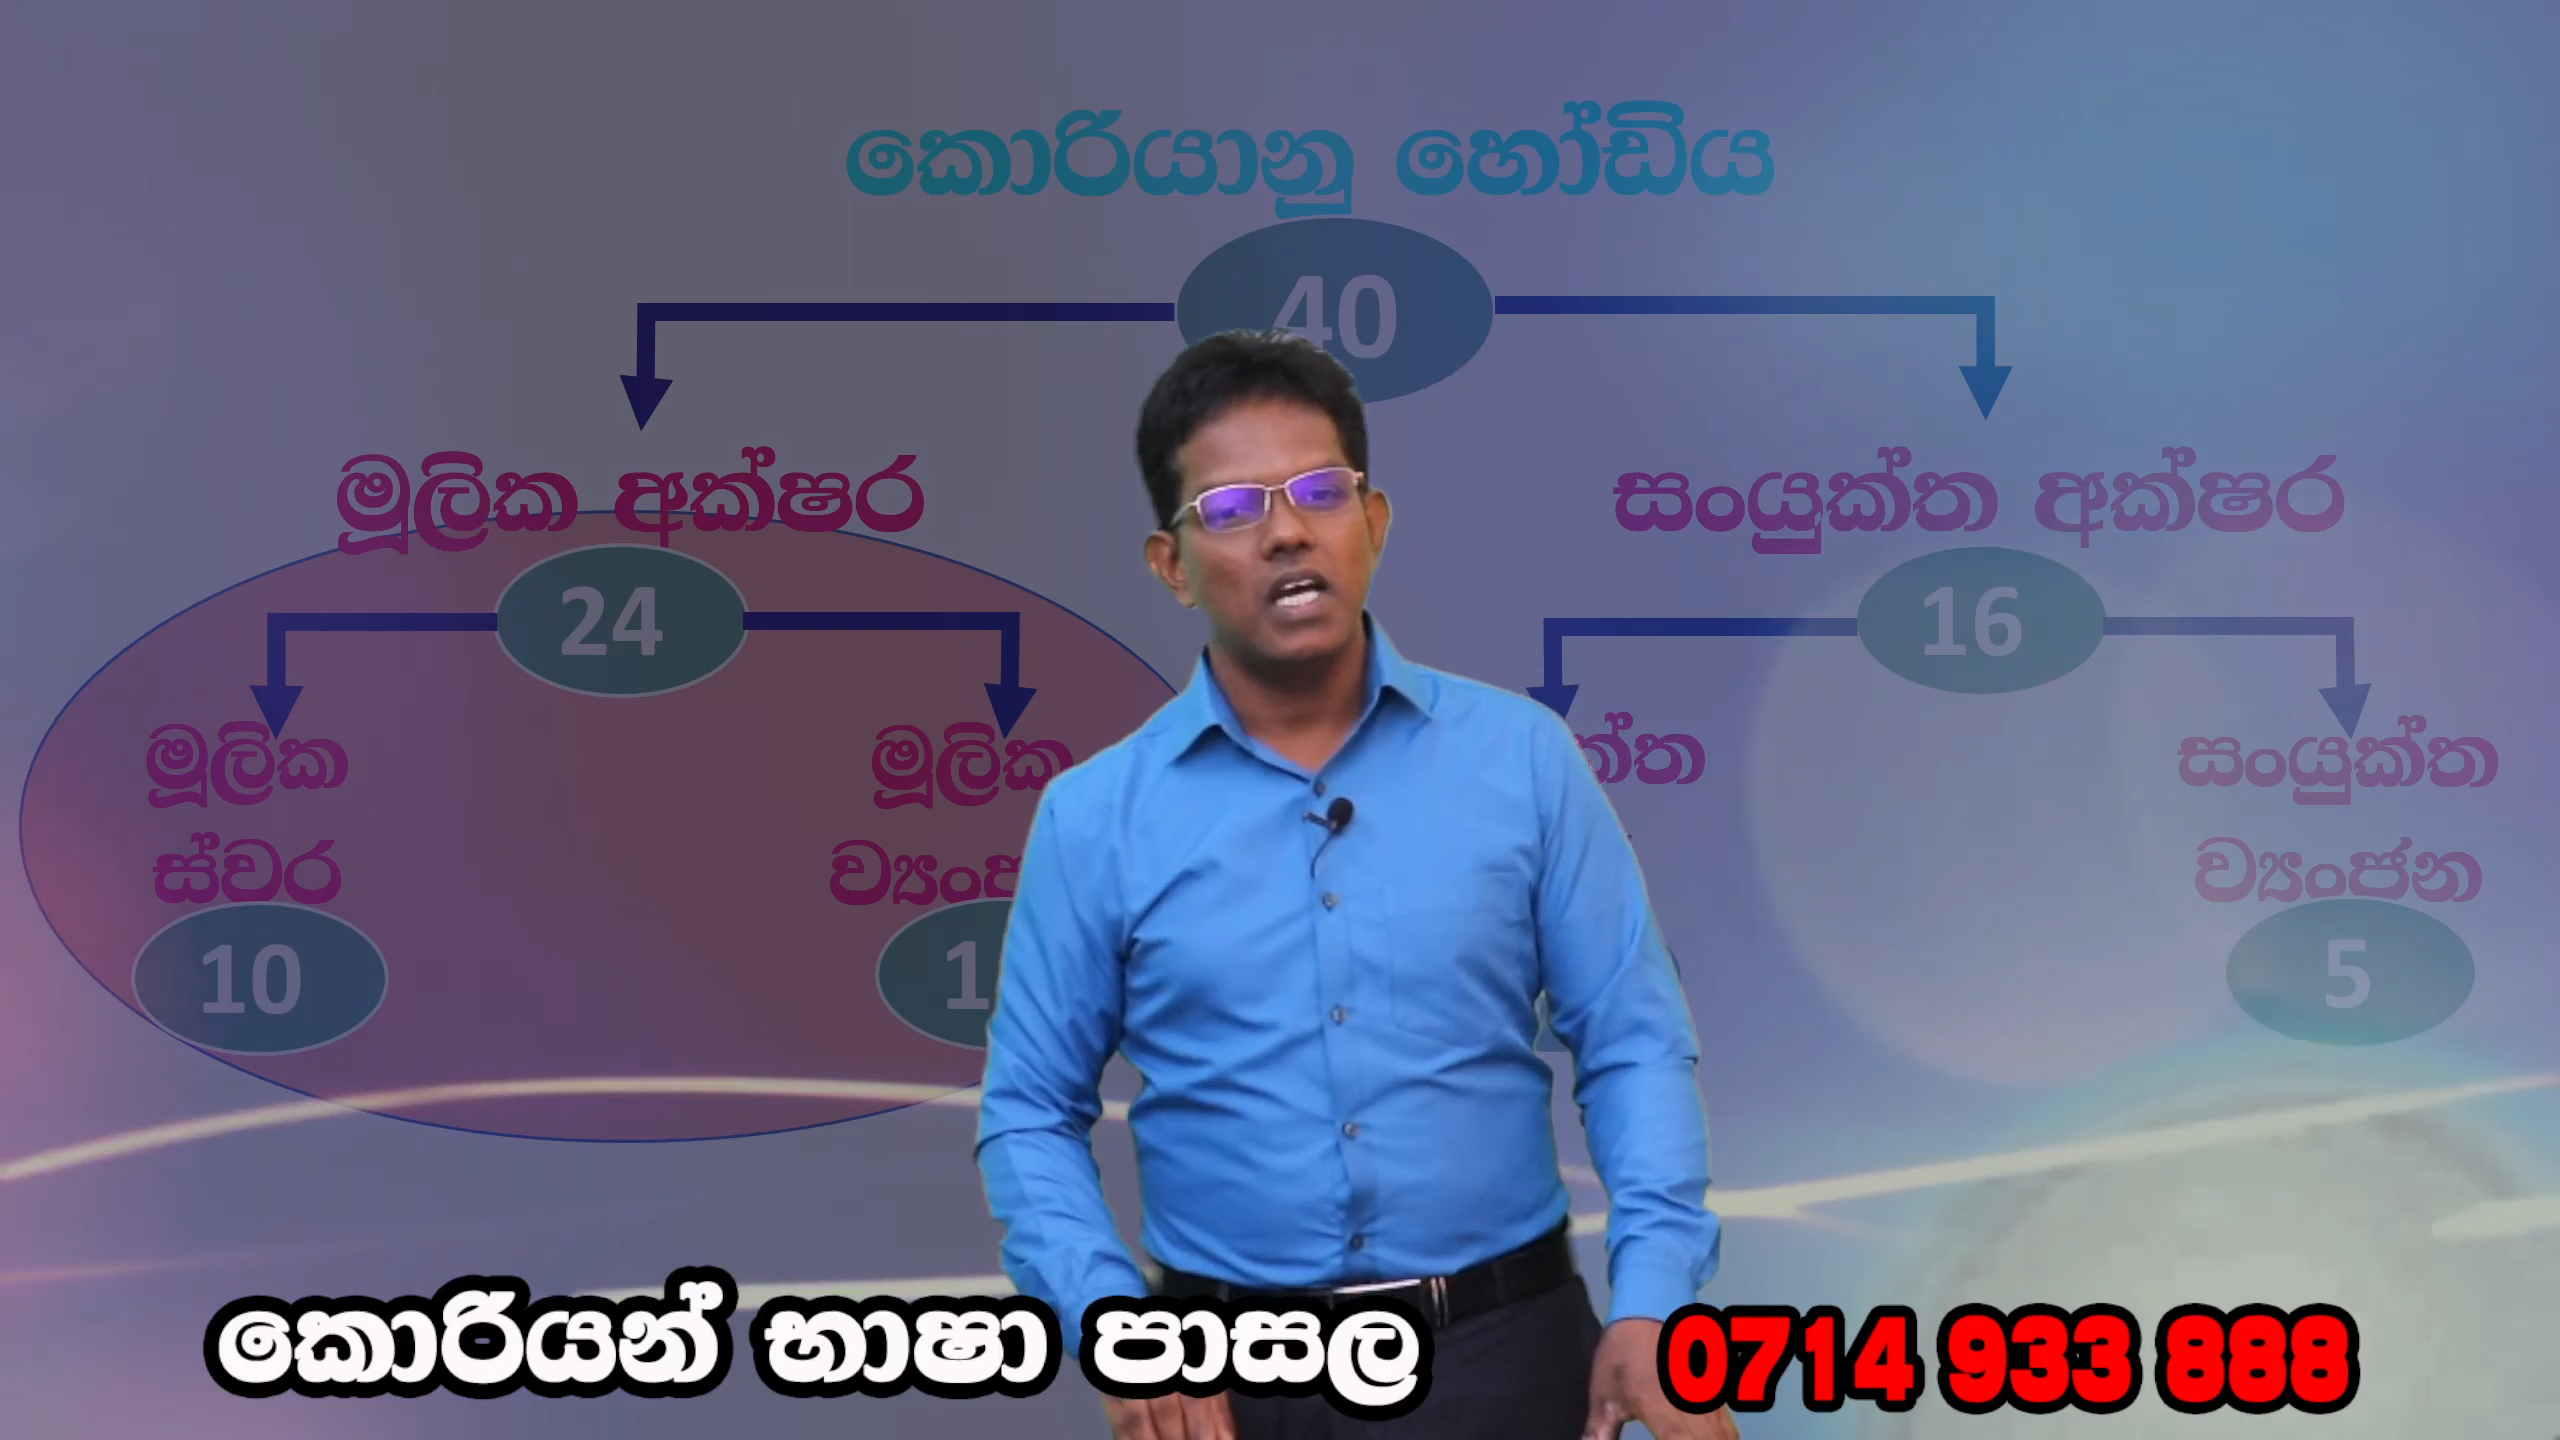 කොරියානු හෝඩිය
40
මූලික අක්ෂර
සංයුක්ත අක්ෂර
24
16
මූලික
මූලික
සංයුක්ත
ස්වර
ව්‍යංජන
10
5
කොරියන් භාෂා පාසල
0714 933 888